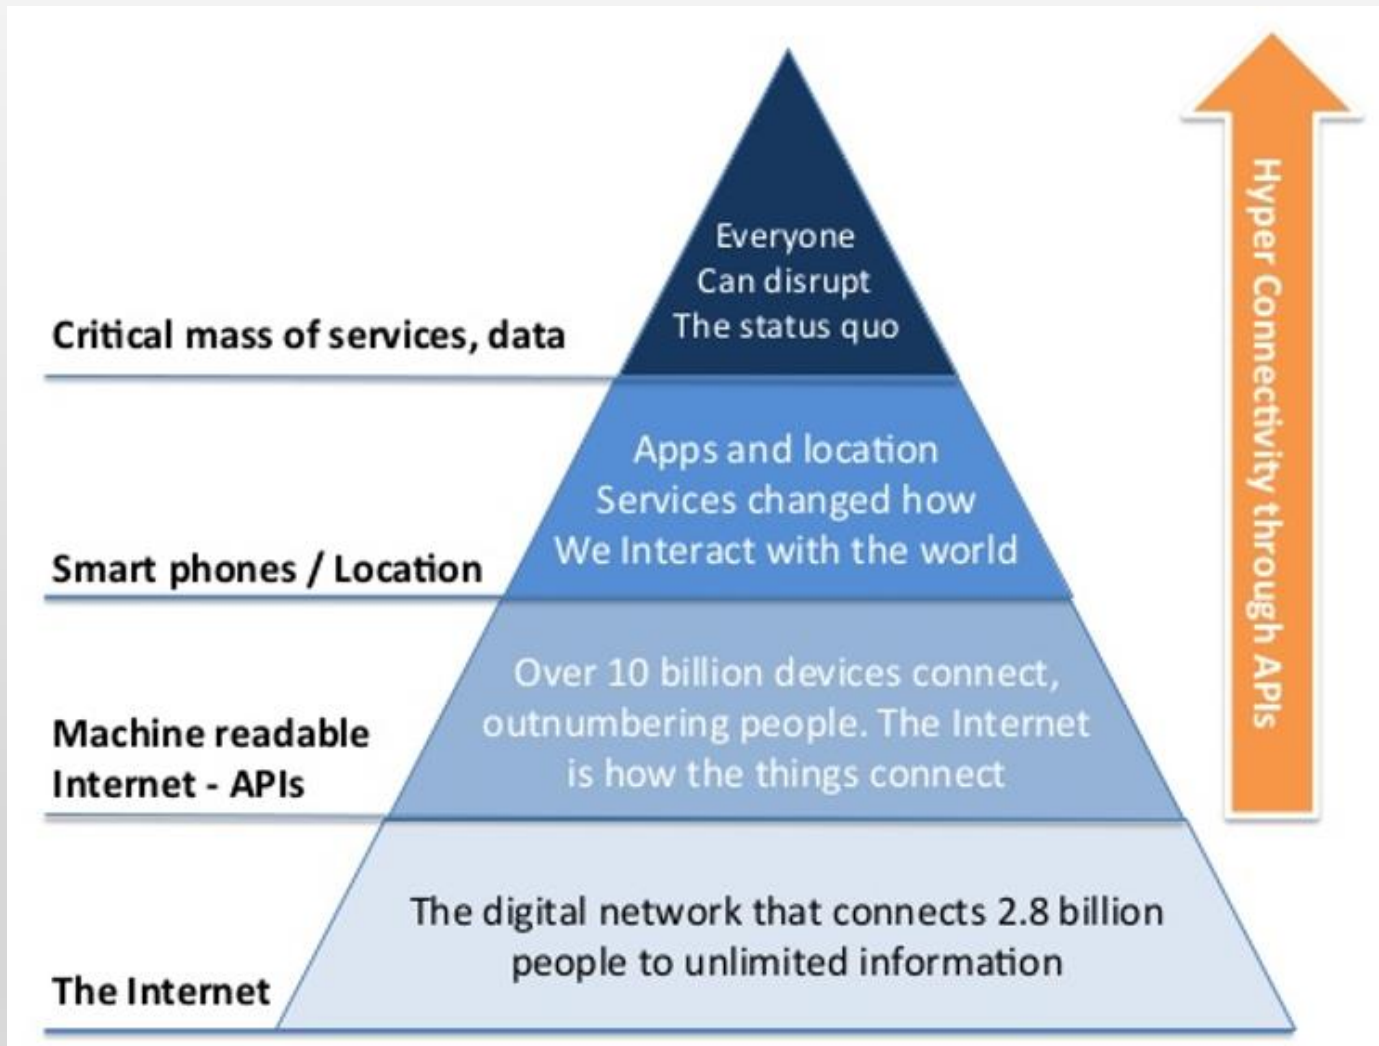 Everyone
Can disrupt
The status quo
Critical mass of services, data
Apps and location
Services changed how
We Interact with the world
Smart phones / Location
Over 10 billion devices connect,
outnumbering people. The Internet
is how the things connect
Machine readable
Internet - APIs
The digital network that connects 2.8 billion
people to unlimited information
The Internet
Hyper Connectivity through APIs